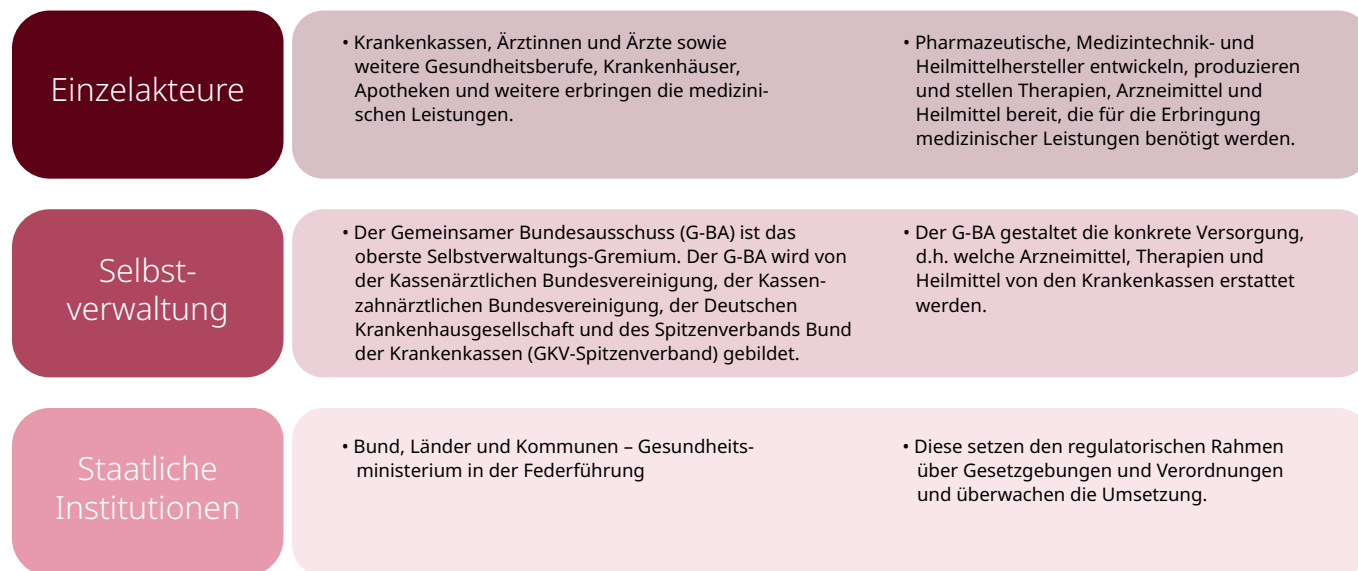 Einzelakteure
• Krankenkassen, Ärztinnen und Ärzte sowie
weitere Gesundheitsberufe, Krankenhäuser,
Apotheken und weitere erbringen die medizini-
schen Leistungen.
• Pharmazeutische, Medizintechnik- und
Heilmittelhersteller entwickeln, produzieren
und stellen Therapien, Arzneimittel und
Heilmittel bereit, die für die Erbringung
medizinischer Leistungen benötigt werden.
Selbst-
verwaltung
• Der Gemeinsamer Bundesausschuss (G-BA) ist das
oberste Selbstverwaltungs-Gremium. Der G-BA wird von
der Kassenärztlichen Bundesvereinigung, der Kassen-
zahnärztlichen Bundesvereinigung, der Deutschen
Krankenhausgesellschaft und des Spitzenverbands Bund
der Krankenkassen (GKV-Spitzenverband) gebildet.
• Der G-BA gestaltet die konkrete Versorgung,
d.h. welche Arzneimittel, Therapien und
Heilmittel von den Krankenkassen erstattet
werden.
Staatliche
Institutionen
• Bund, Länder und Kommunen – Gesundheits-
ministerium in der Federführung
• Diese setzen den regulatorischen Rahmen
über Gesetzgebungen und Verordnungen
und überwachen die Umsetzung.